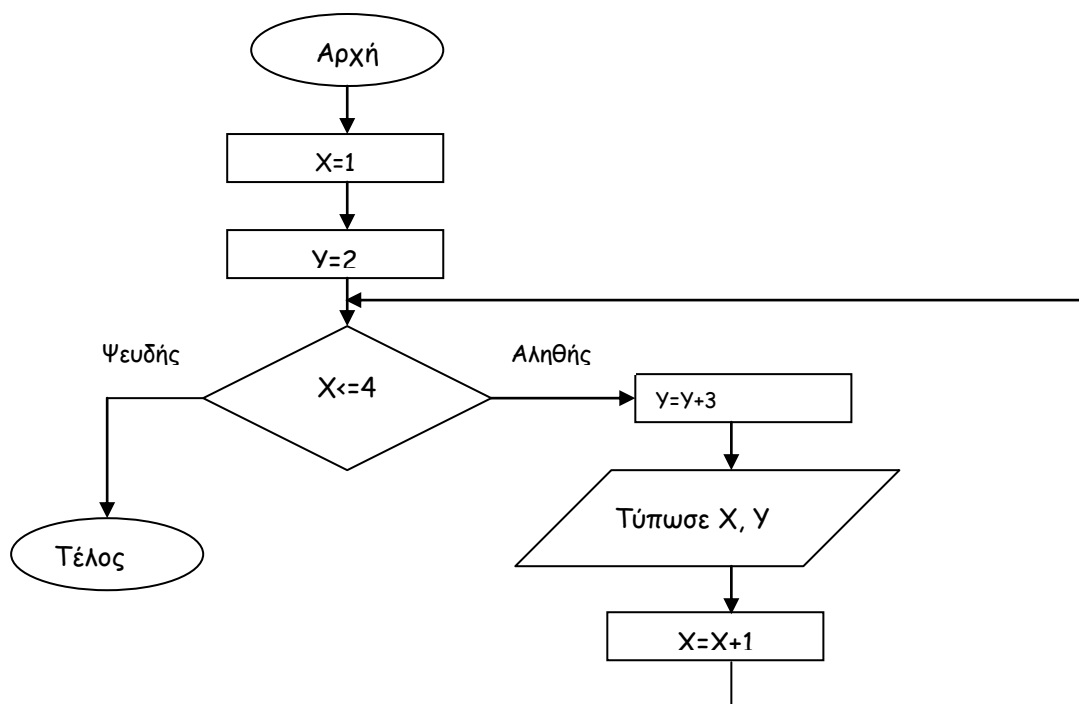 Αρχή
X=1
Y=2
Ψευδής
Αληθής
X<=4
Y=Y+3
Τύπωσε X, Y
Τέλος
X=X+1